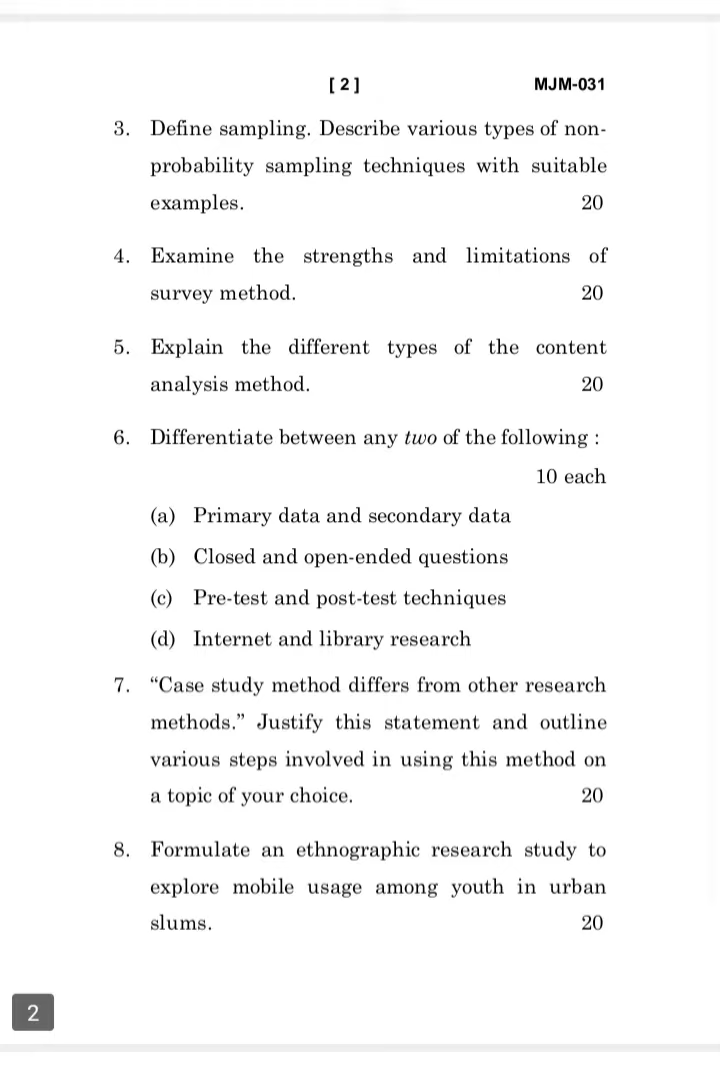 [ 2 ] MJM-031
3. Define sampling. Describe various types of non-
probability sampling techniques with suitable
examples. 20
4. Examine the strengths and limitations of
survey method. 20
5. Explain the different types of the content
analysis method. 20
6. Differentiate between any two of the following :
10 each
(a) Primary data and secondary data
(b) Closed and open-ended questions
(c) Pre-test and post-test techniques
(d) Internet and library research
7. “Case study method differs from other research
methods.” Justify this statement and outline
various steps involved in using this method on
a topic of your choice. 20
8. Formulate an ethnographic research study to
explore mobile usage among youth in urban
slums. 20
2